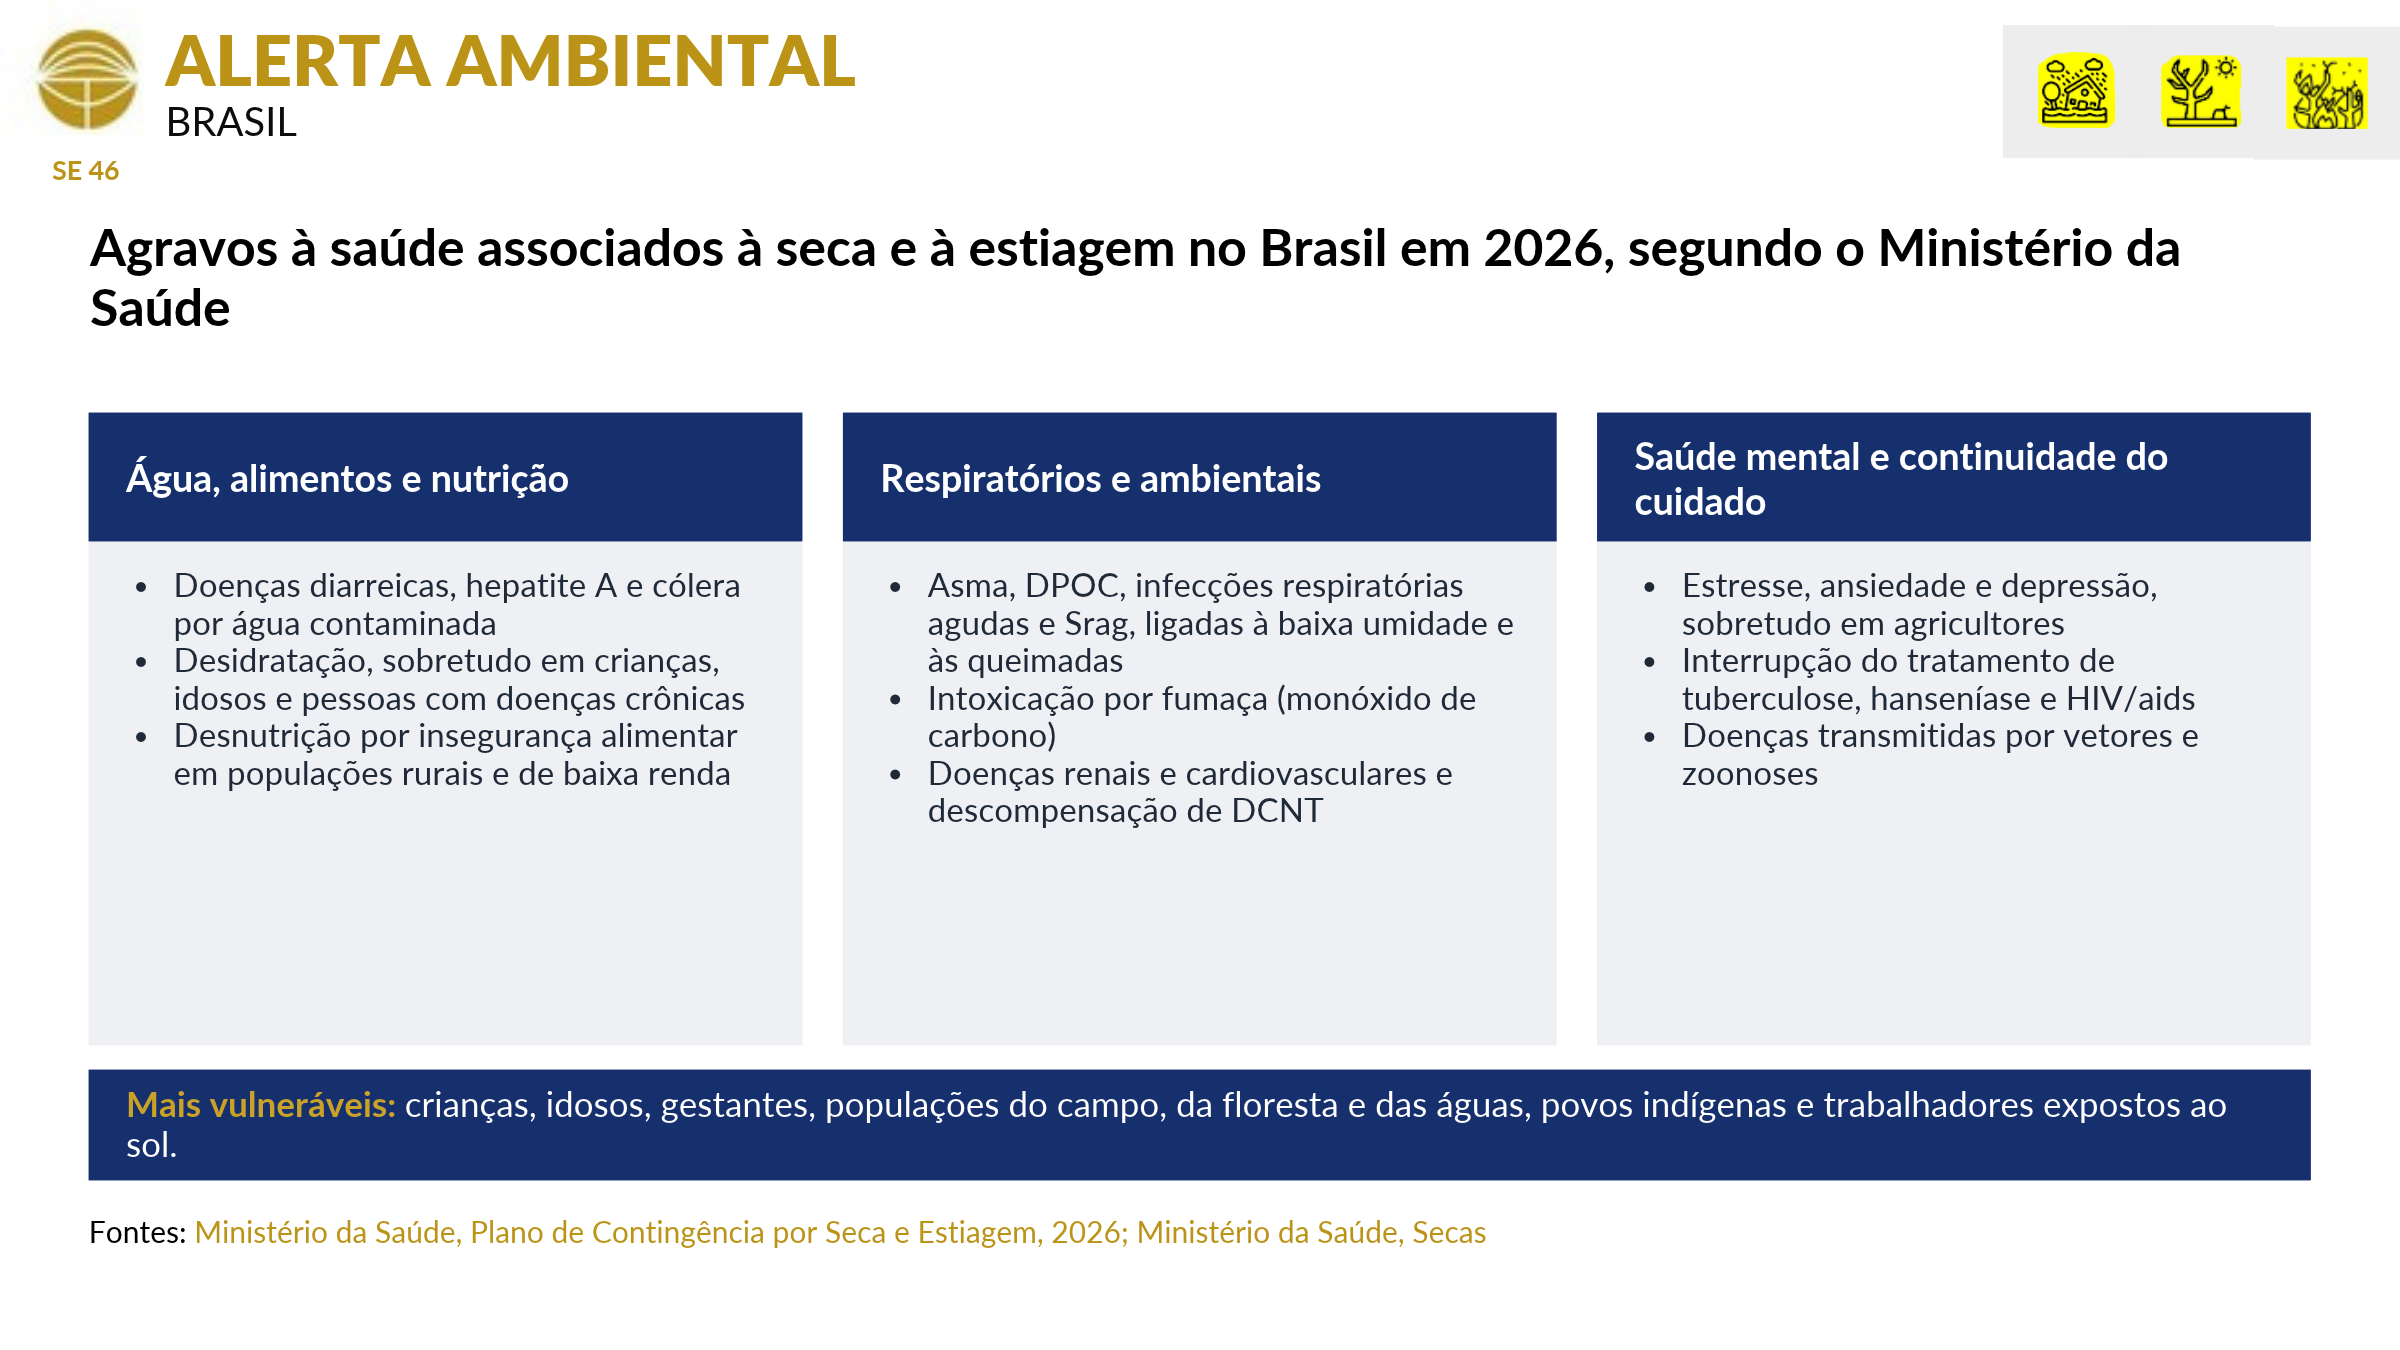 ALERTA AMBIENTAL
BRASIL
SE 46
Agravos à saúde associados à seca e à estiagem no Brasil em 2026, segundo o Ministério da
Saúde
Água, alimentos e nutrição
• Doenças diarreicas, hepatite A e cólera
por água contaminada
• Desidratação, sobretudo em crianças,
idosos e pessoas com doenças crônicas
• Desnutrição por insegurança alimentar
em populações rurais e de baixa renda
Respiratórios e ambientais
• Asma, DPOC, infecções respiratórias
agudas e Srag, ligadas à baixa umidade e
às queimadas
• Intoxicação por fumaça (monóxido de
carbono)
• Doenças renais e cardiovasculares e
descompensação de DCNT
Saúde mental e continuidade do
cuidado
• Estresse, ansiedade e depressão,
sobretudo em agricultores
• Interrupção do tratamento de
tuberculose, hanseníase e HIV/aids
• Doenças transmitidas por vetores e
zoonoses
Mais vulneráveis: crianças, idosos, gestantes, populações do campo, da floresta e das águas, povos indígenas e trabalhadores expostos ao
sol.
Fontes: Ministério da Saúde, Plano de Contingência por Seca e Estiagem, 2026; Ministério da Saúde, Secas